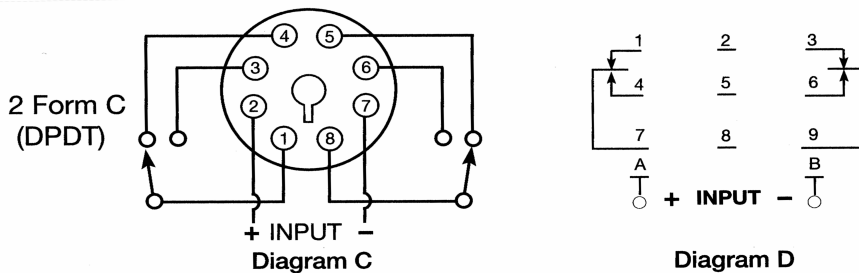 4 5
3 6
2 7
1 8
2 Form C
(DPDT)
+ INPUT −
Diagram C
1 2 3
4 5 6
7 8 9
A B
+ INPUT −
Diagram D